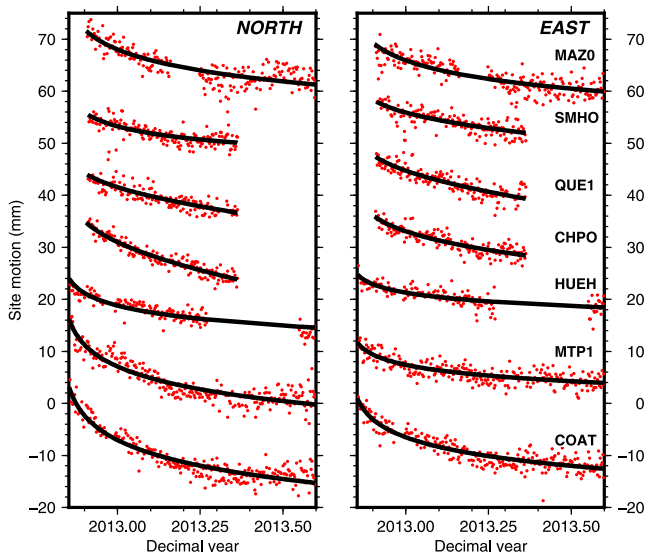 NORTH
EAST
MAZ0
SMHO
QUE1
CHPO
HUEH
MTP1
COAT
Site motion (mm)
70
60
50
40
30
20
10
0
−10
−20
70
60
50
40
30
20
10
0
−10
−20
2013.00 2013.25 2013.50
2013.00 2013.25 2013.50
Decimal year
Decimal year